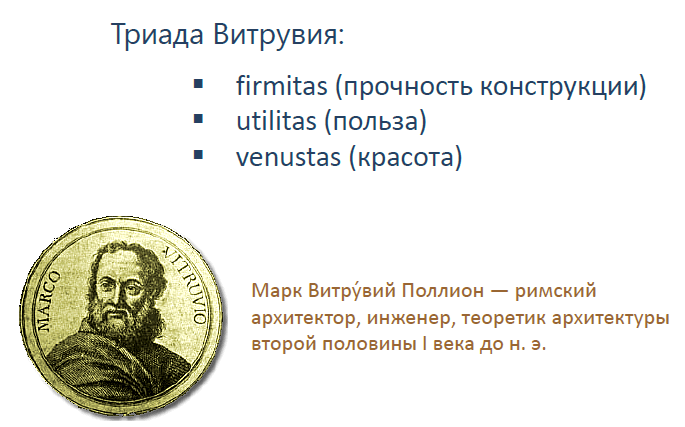 Триада Витрувия:
▪ firmitas (прочность конструкции)
▪ utilitas (польза)
▪ venustas (красота)
MARCO VITRUVIO
Марк Витру́вий Поллион — римский
архитектор, инженер, теоретик архитектуры
второй половины I века до н. э.